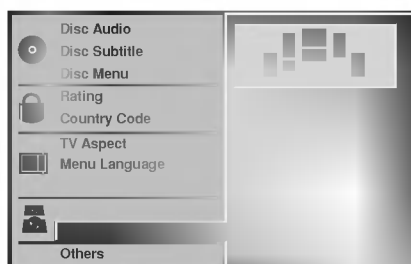 Disc Audio
Disc Subtitle
Disc Menu
Rating
Country Code
TV Aspect
Menu Language
Others